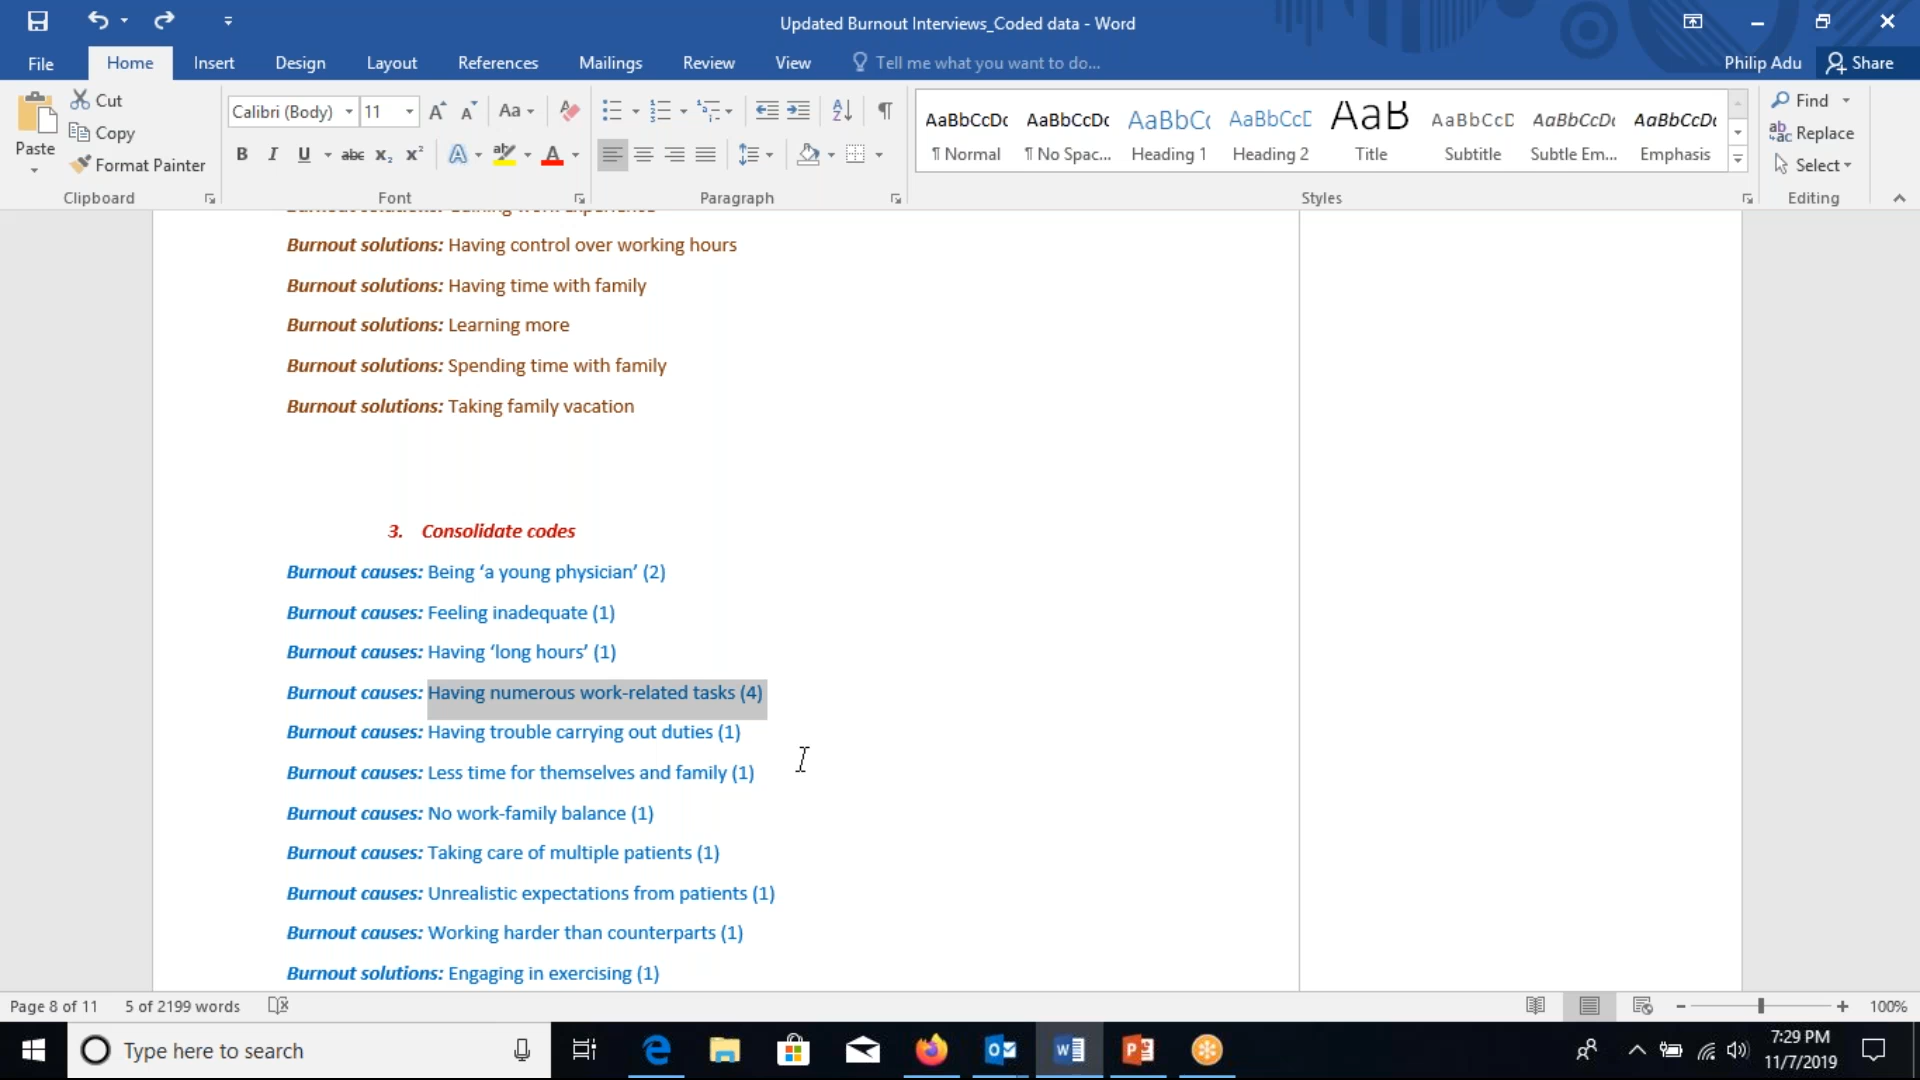 Updated Burnout Interviews_Coded data - Word
File Home Insert Design Layout References Mailings Review View Tell me what you want to do... Philip Adu Share
Paste Cut Copy Format Painter
Calibri (Body) 11
AaBbCcDc AaBbCcDc AaBbC AaBbCcD AaB AaBbCcD AaBbCcDc AaBbCcDc
¶ Normal ¶ No Spac... Heading 1 Heading 2 Title Subtitle Subtle Em... Emphasis
Find Replace Select
Clipboard Font Paragraph Styles Editing
Burnout solutions: Gaining work experience
Burnout solutions: Having control over working hours
Burnout solutions: Having time with family
Burnout solutions: Learning more
Burnout solutions: Spending time with family
Burnout solutions: Taking family vacation
3. Consolidate codes
Burnout causes: Being ‘a young physician’ (2)
Burnout causes: Feeling inadequate (1)
Burnout causes: Having ‘long hours’ (1)
Burnout causes: Having numerous work-related tasks (4)
Burnout causes: Having trouble carrying out duties (1)
Burnout causes: Less time for themselves and family (1)
Burnout causes: No work-family balance (1)
Burnout causes: Taking care of multiple patients (1)
Burnout causes: Unrealistic expectations from patients (1)
Burnout causes: Working harder than counterparts (1)
Burnout solutions: Engaging in exercising (1)
Page 8 of 11 5 of 2199 words 100%
Type here to search
7:29 PM
11/7/2019